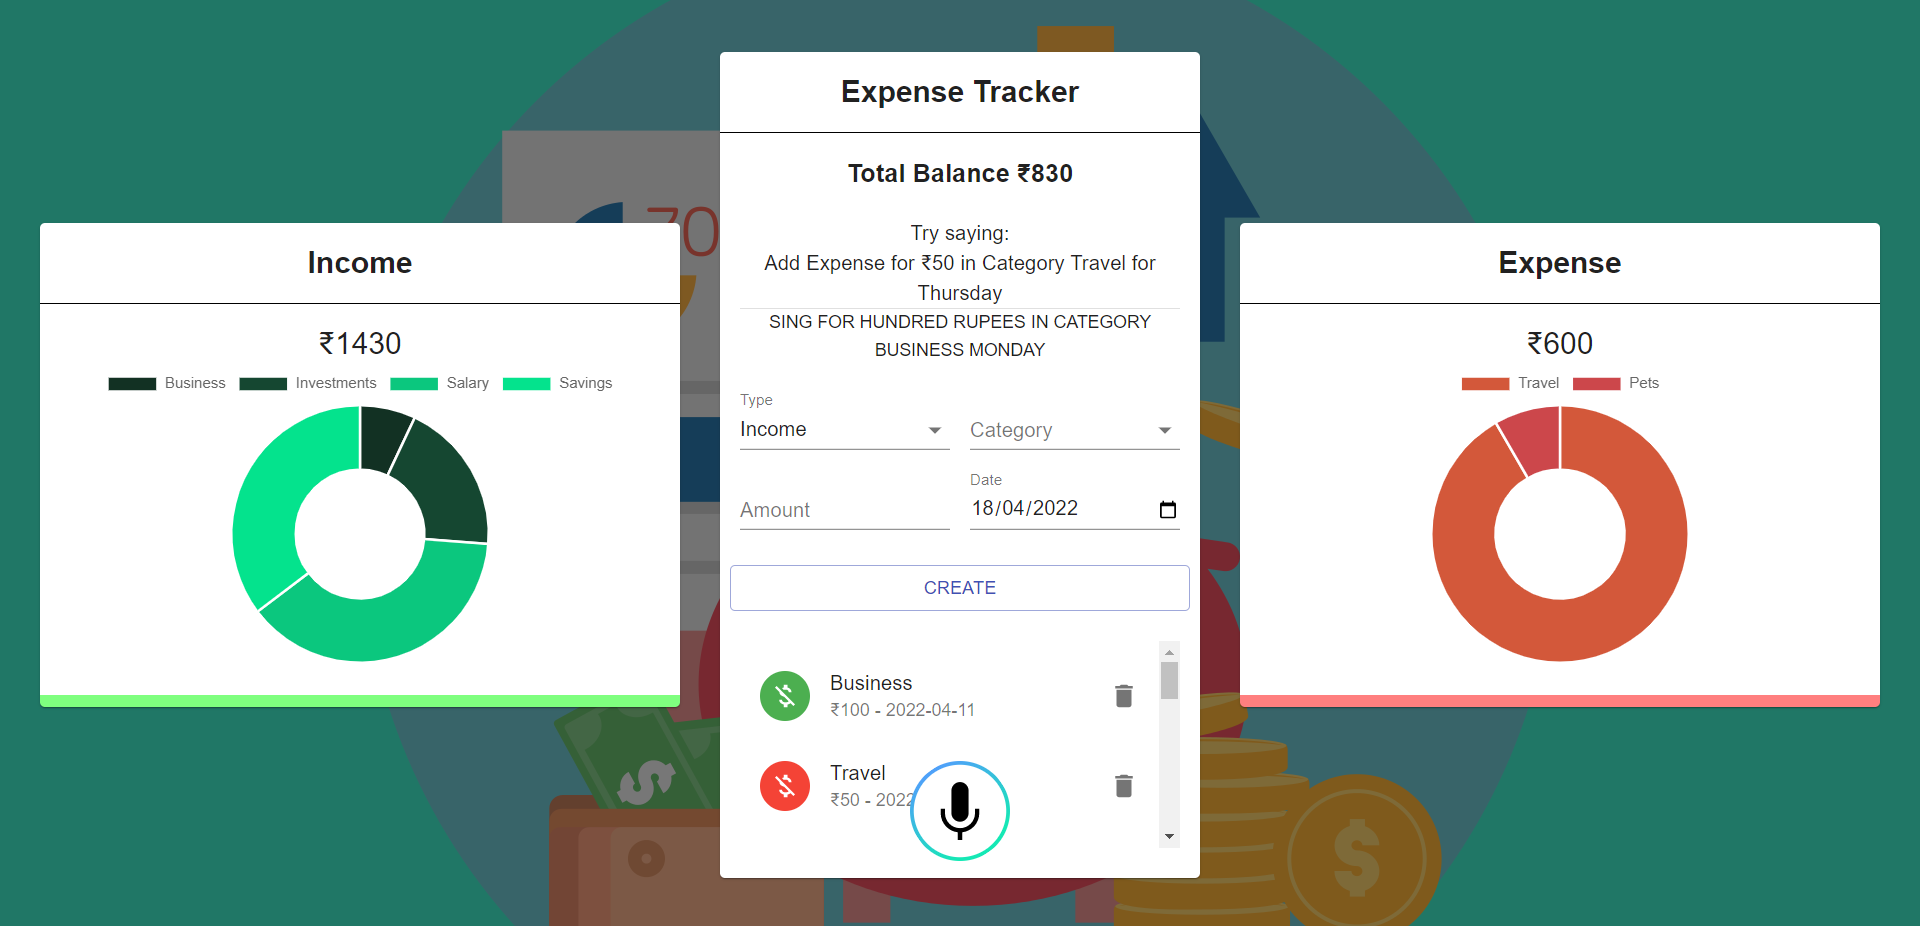 Expense Tracker
Total Balance ₹830
Try saying:
Add Expense for ₹50 in Category Travel for
Thursday
SING FOR HUNDRED RUPEES IN CATEGORY
BUSINESS MONDAY
Type
Income
Category
Amount
Date
18/04/2022
CREATE
Business
₹100 - 2022-04-11
Travel
₹50 - 2022
Income
₹1430
Business Investments Salary Savings
Expense
₹600
Travel Pets
70
$
$